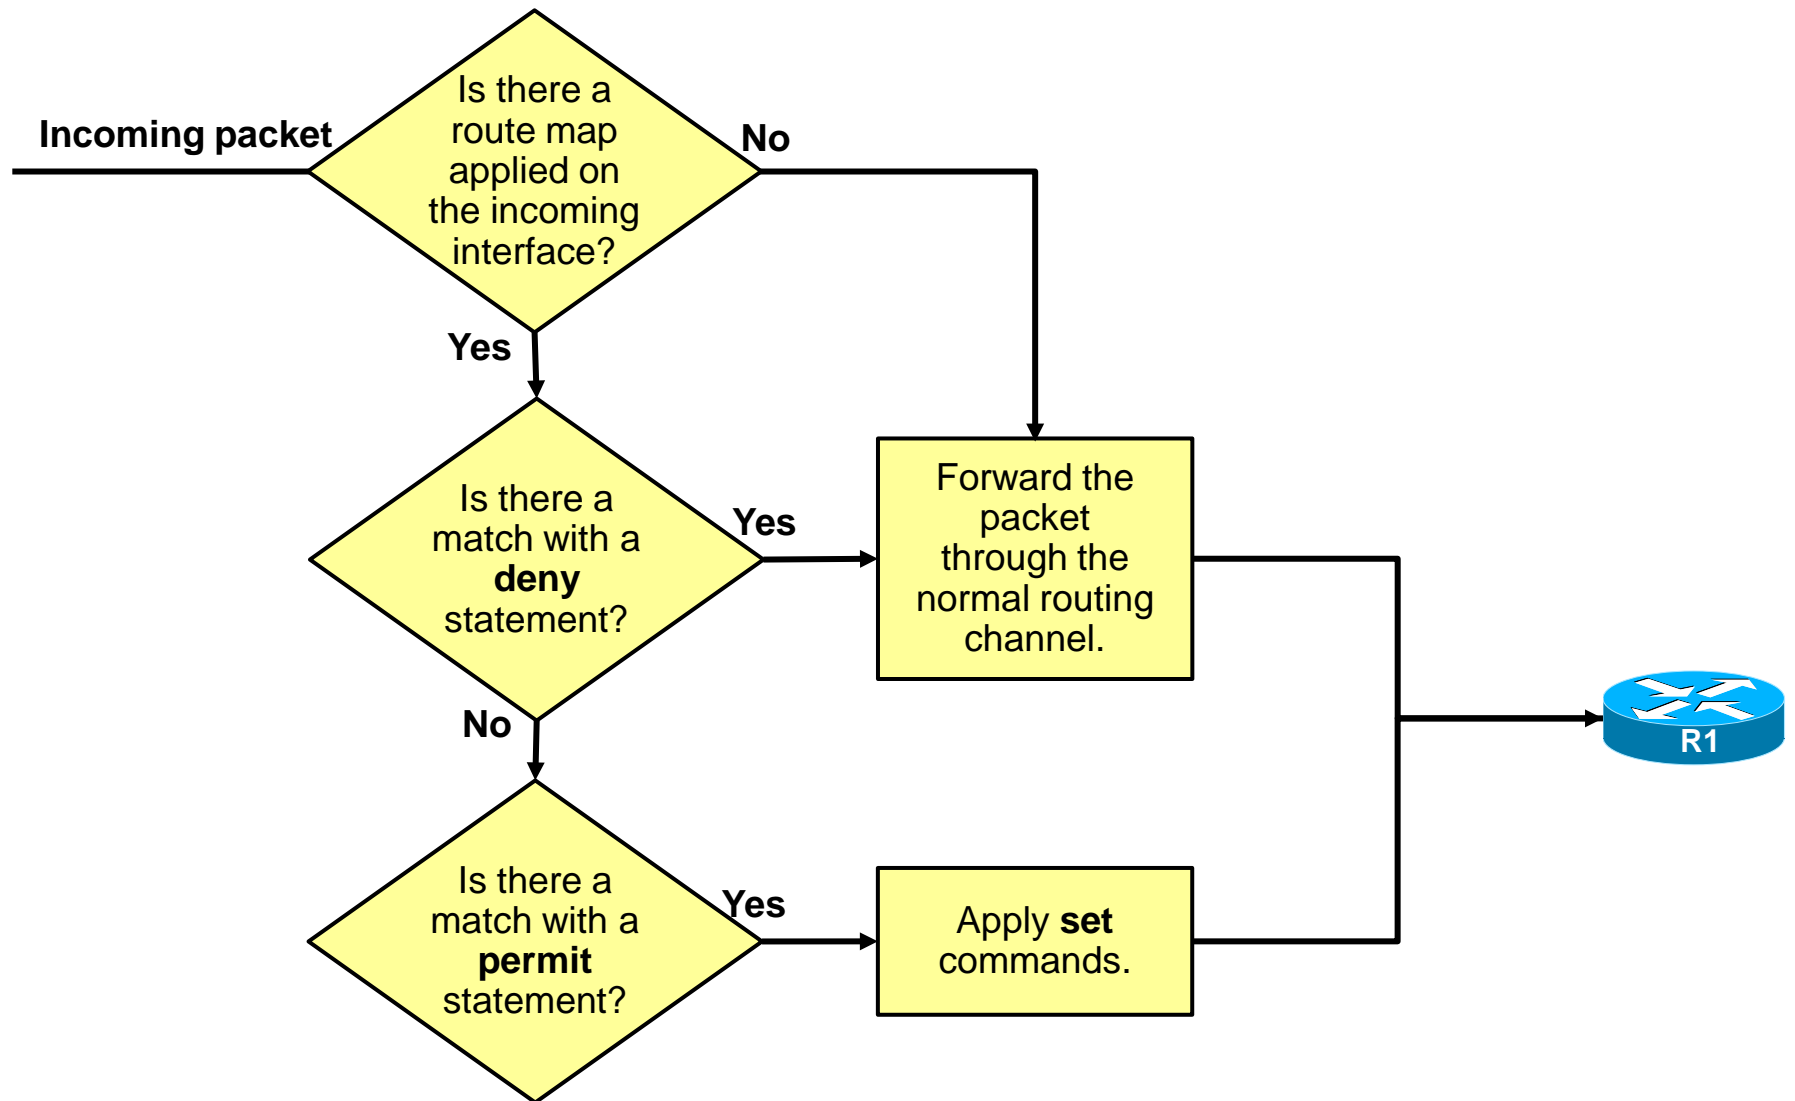 Incoming packet
Is there a
route map
applied on
the incoming
interface?
No
Yes
Is there a
match with a
deny
statement?
Yes
Forward the
packet
through the
normal routing
channel.
No
R1
Is there a
match with a
permit
statement?
Yes
Apply set
commands.